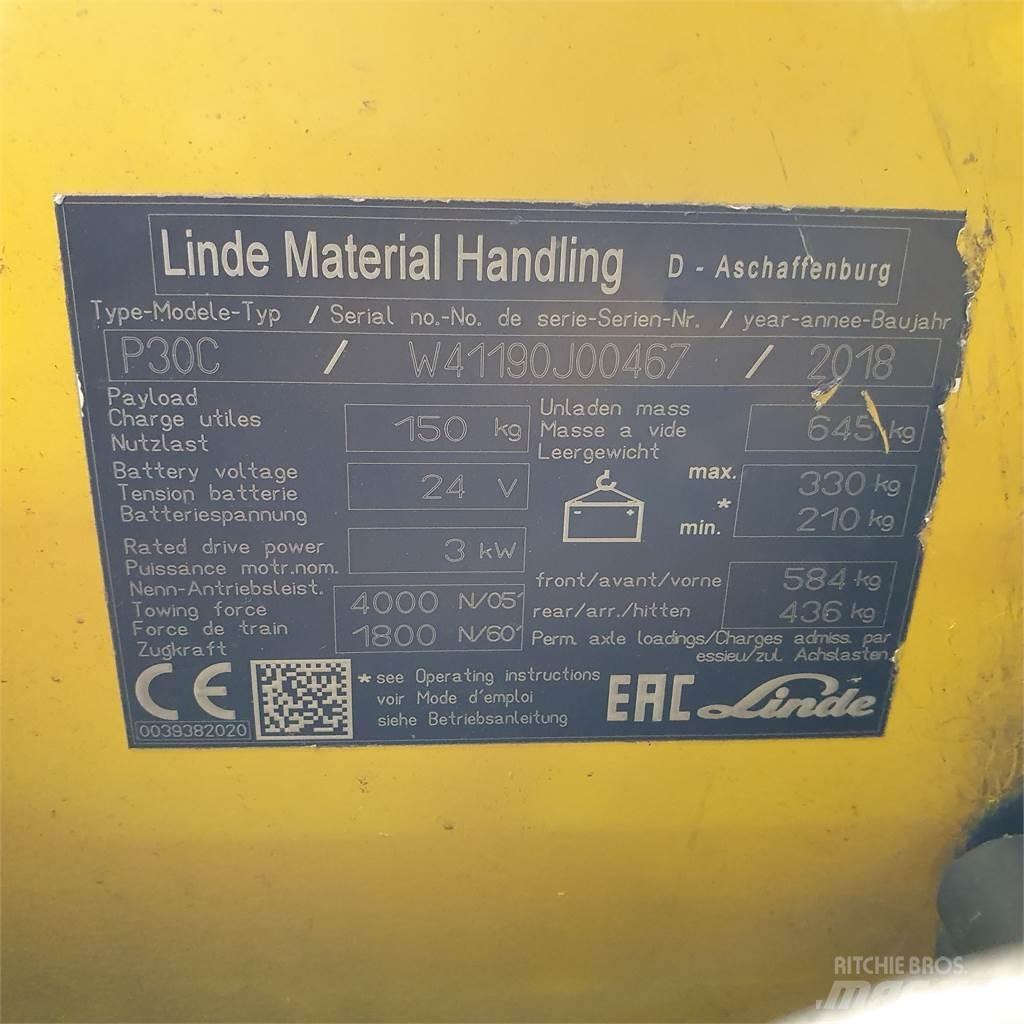 Linde Material Handling D - Aschaffenburg
Type-Modele-Typ / Serial no.-No. de serie-Serien-Nr. / year-annee-Baujahr
P30C / W41190J00467 / 2018
Payload
Charge utiles
Nutzlast
150 kg
Unladen mass
Masse a vide
Leergewicht
645 kg
Battery voltage
Tension batterie
Batteriespannung
24 V
- +
max. 330 kg
*
min. 210 kg
Rated drive power
Puissance motr.nom.
Nenn-Antriebsleist.
3 kW
Towing force
Force de train
Zugkraft
4000 N/05'
1800 N/60'
front/avant/vorne 584 kg
rear/arr./hitten 436 kg
Perm. axle loadings/Charges admiss. par
essieu/zul. Achslasten
CE
0039382020
* see Operating instructions
voir Mode d'emploi
siehe Betriebsanleitung
EAC Linde
RITCHIE BROS.